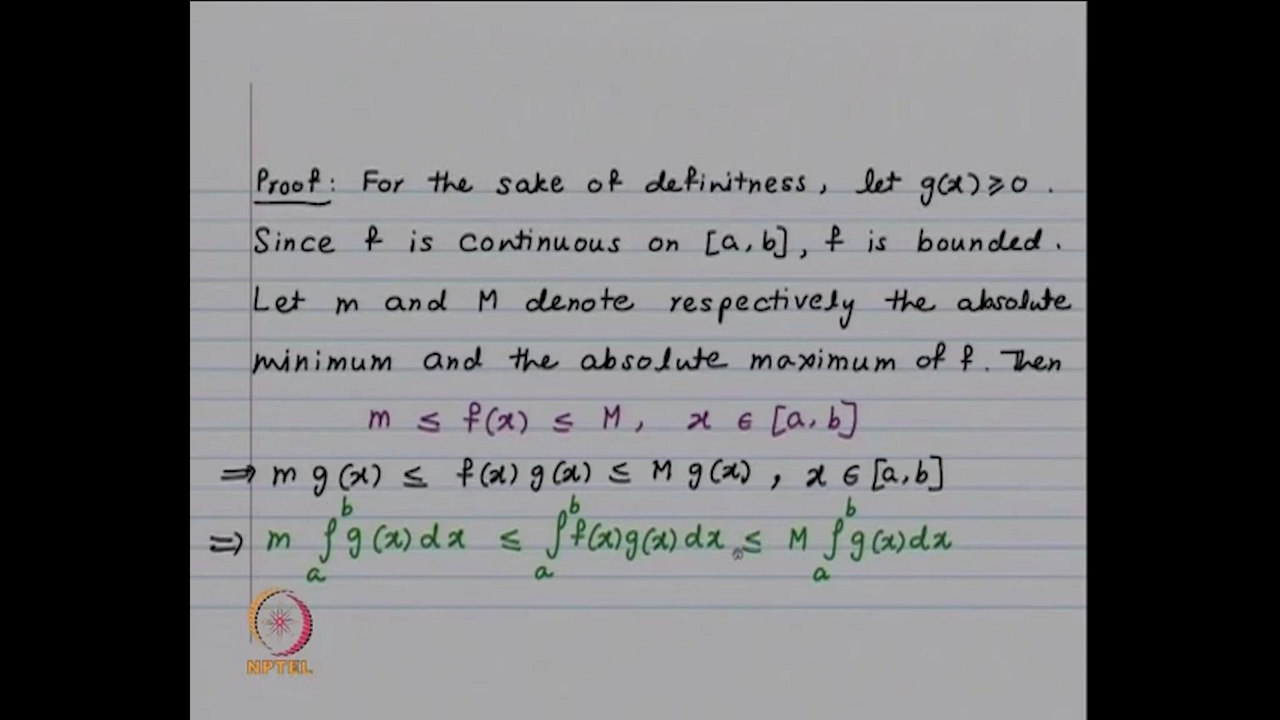 Proof: For the sake of definitness, let g(x) ≥ 0.
Since f is continuous on [a, b], f is bounded.
Let m and M denote respectively the absolute
minimum and the absolute maximum of f. Then
m ≤ f(x) ≤ M, x ∈ [a, b]
⇒ m g(x) ≤ f(x) g(x) ≤ M g(x), x ∈ [a, b]
⇒ m ∫_a^b g(x) dx ≤ ∫_a^b f(x) g(x) dx ≤ M ∫_a^b g(x) dx
NPTEL